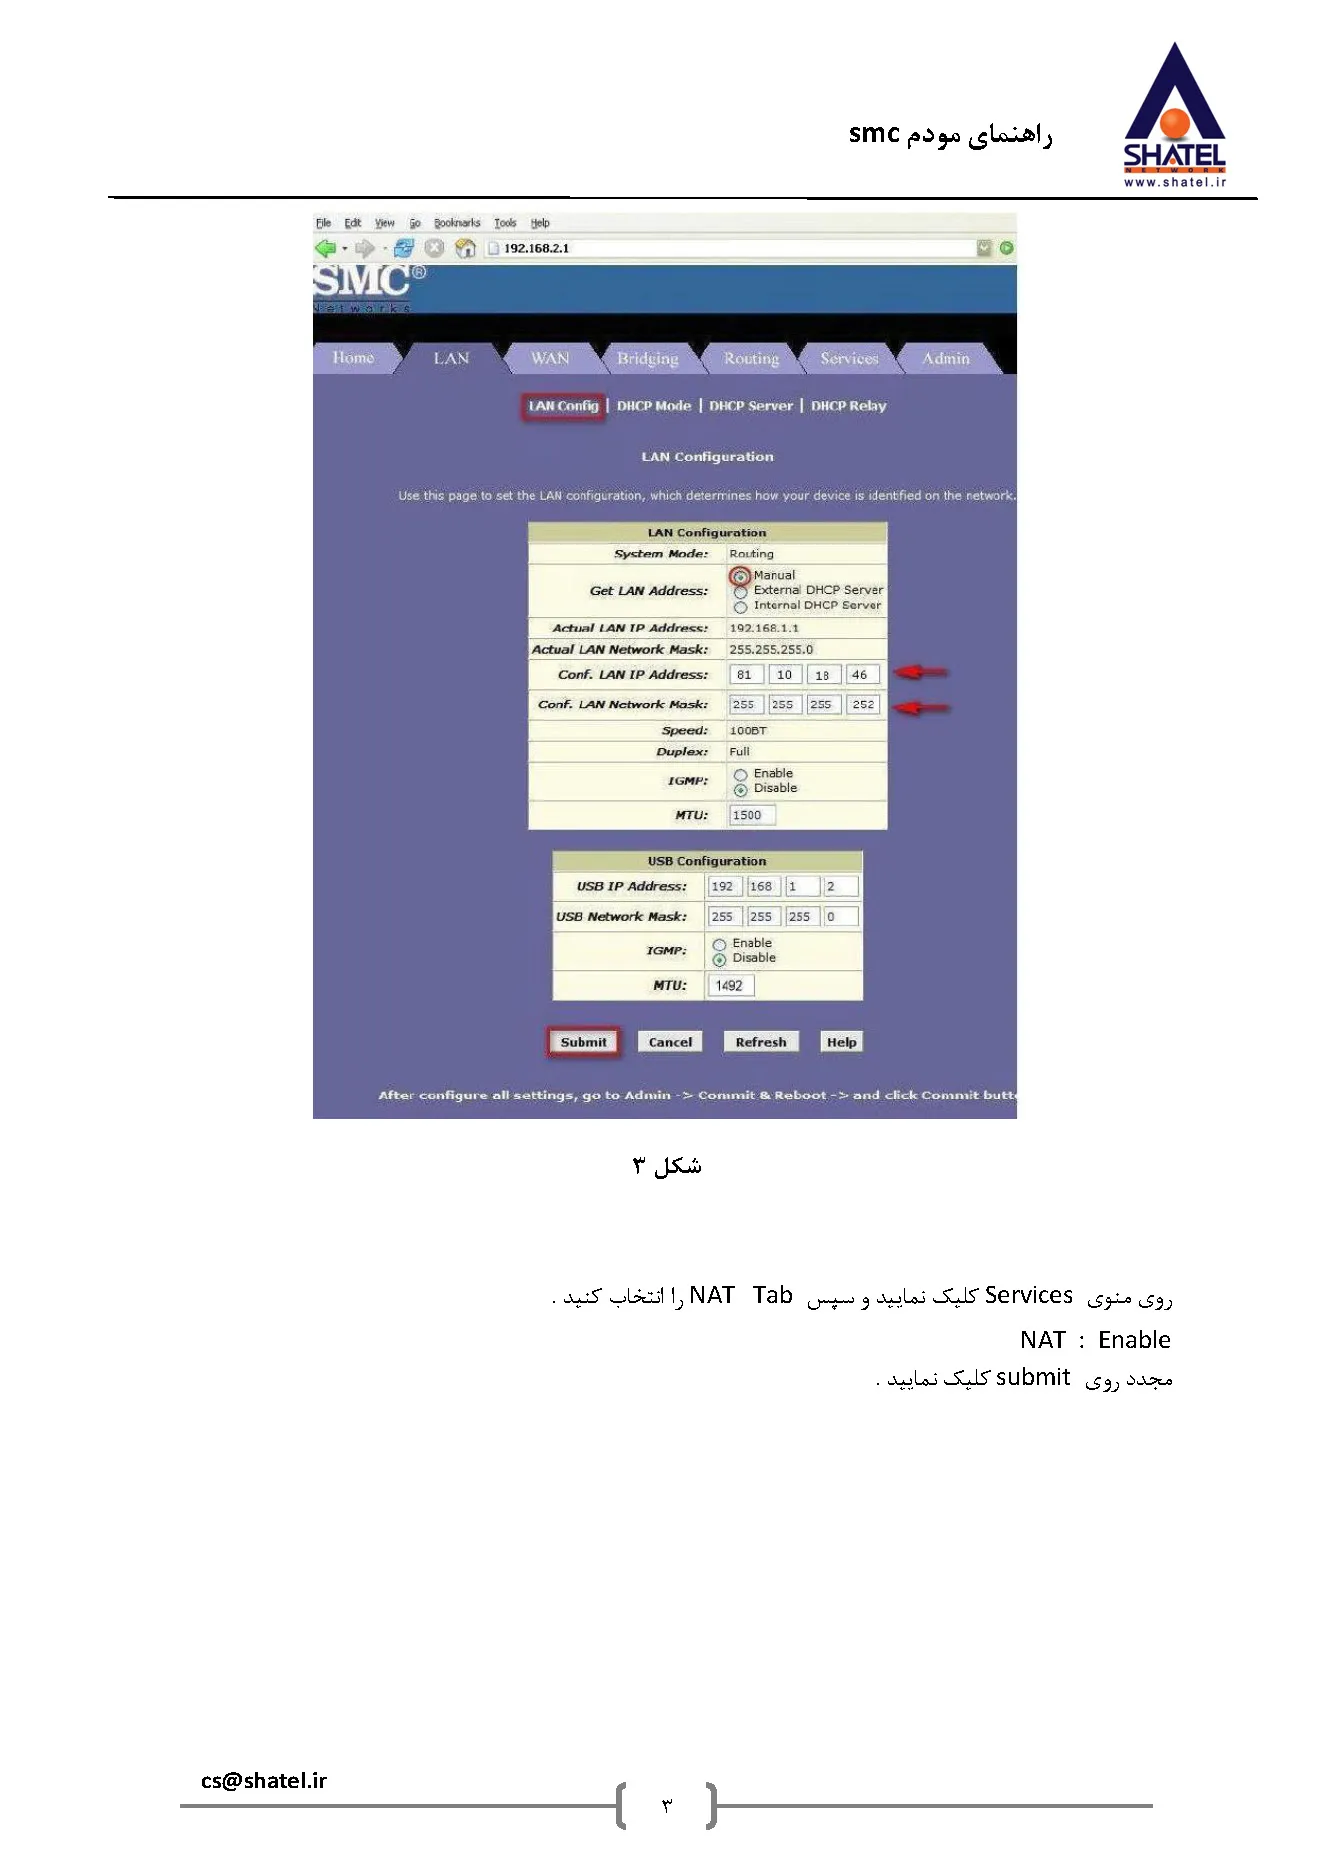 راهنمای مودم smc
SHATEL
NETWORK
www.shatel.ir
File Edit View Go Bookmarks Tools Help
192.168.2.1
SMC®
Networks
Home LAN WAN Bridging Routing Services Admin
LAN Config | DHCP Mode | DHCP Server | DHCP Relay
LAN Configuration
Use this page to set the LAN configuration, which determines how your device is identified on the network.
LAN Configuration
System Mode: Routing
Get LAN Address: Manual
External DHCP Server
Internal DHCP Server
Actual LAN IP Address: 192.168.1.1
Actual LAN Network Mask: 255.255.255.0
Conf. LAN IP Address: 81 10 18 46
Conf. LAN Network Mask: 255 255 255 252
Speed: 100BT
Duplex: Full
IGMP: Enable
Disable
MTU: 1500
USB Configuration
USB IP Address: 192 168 1 2
USB Network Mask: 255 255 255 0
IGMP: Enable
Disable
MTU: 1492
Submit Cancel Refresh Help
After configure all settings, go to Admin -> Commit & Reboot -> and click Commit butt
شکل ۳
روی منوی Services کلیک نمایید و سپس NAT Tab را انتخاب کنید .
NAT : Enable
مجدد روی submit کلیک نمایید .
cs@shatel.ir
۳